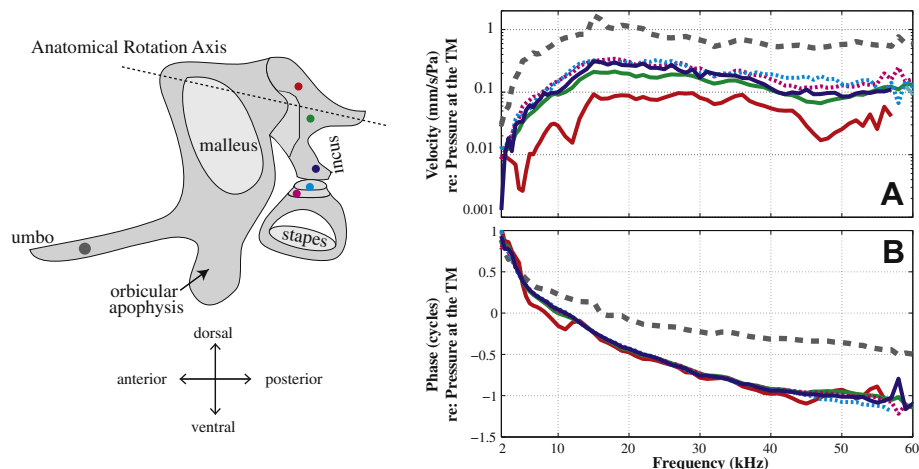 Anatomical Rotation Axis
malleus
incus
umbo
stapes
orbicular
apophysis
dorsal
anterior
posterior
ventral
Velocity (mm/s/Pa)
re: Pressure at the TM
1
0.1
0.01
0.001
A
Phase (cycles)
re: Pressure at the TM
1
0.5
0
−0.5
−1
−1.5
B
2 10 20 30 40 50 60
Frequency (kHz)